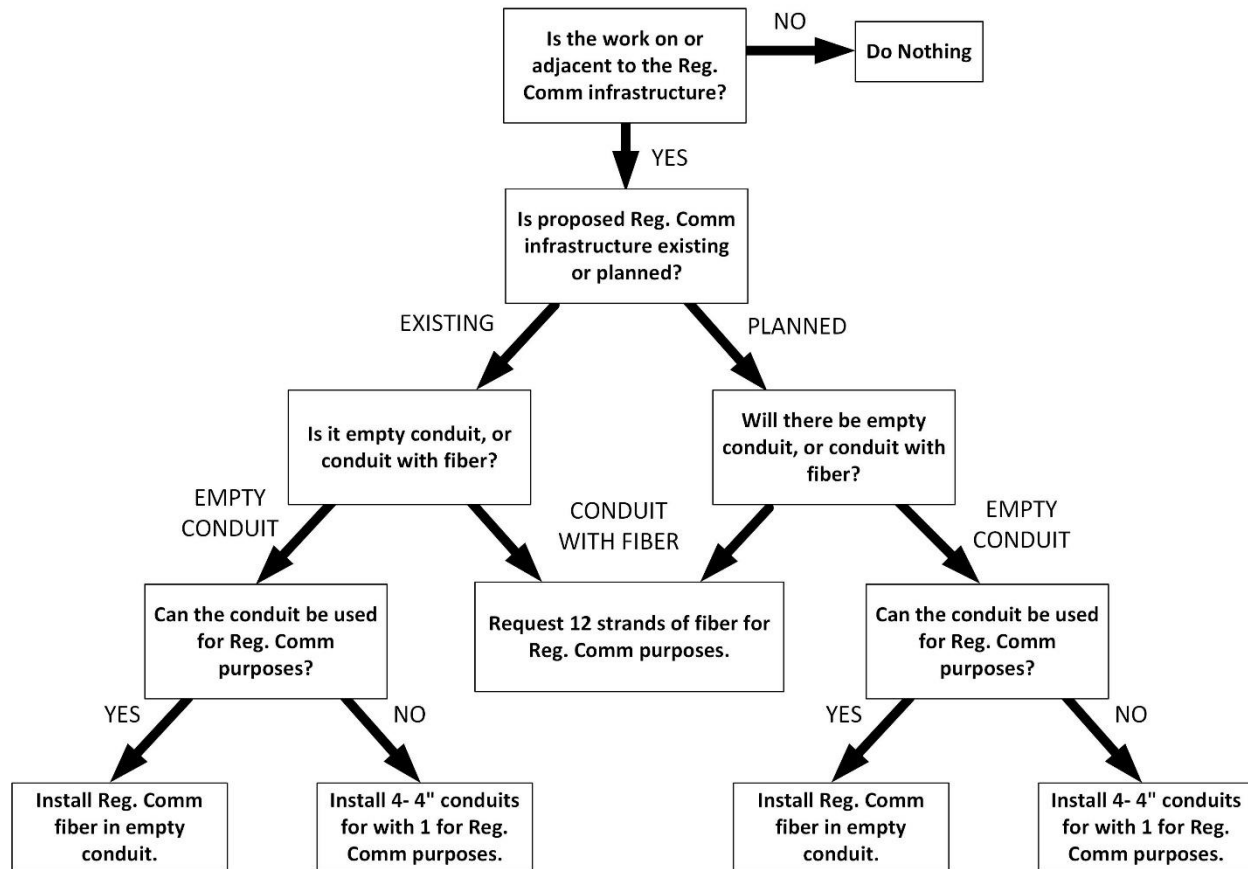 Is the work on or
adjacent to the Reg.
Comm infrastructure?
NO
Do Nothing
YES
Is proposed Reg. Comm
infrastructure existing
or planned?
EXISTING
PLANNED
Is it empty conduit, or
conduit with fiber?
Will there be empty
conduit, or conduit with
fiber?
EMPTY
CONDUIT
CONDUIT
WITH FIBER
EMPTY
CONDUIT
Can the conduit be used
for Reg. Comm
purposes?
Request 12 strands of fiber for
Reg. Comm purposes.
Can the conduit be used
for Reg. Comm
purposes?
YES
NO
YES
NO
Install Reg. Comm
fiber in empty
conduit.
Install 4- 4" conduits
for with 1 for Reg.
Comm purposes.
Install Reg. Comm
fiber in empty
conduit.
Install 4- 4" conduits
for with 1 for Reg.
Comm purposes.